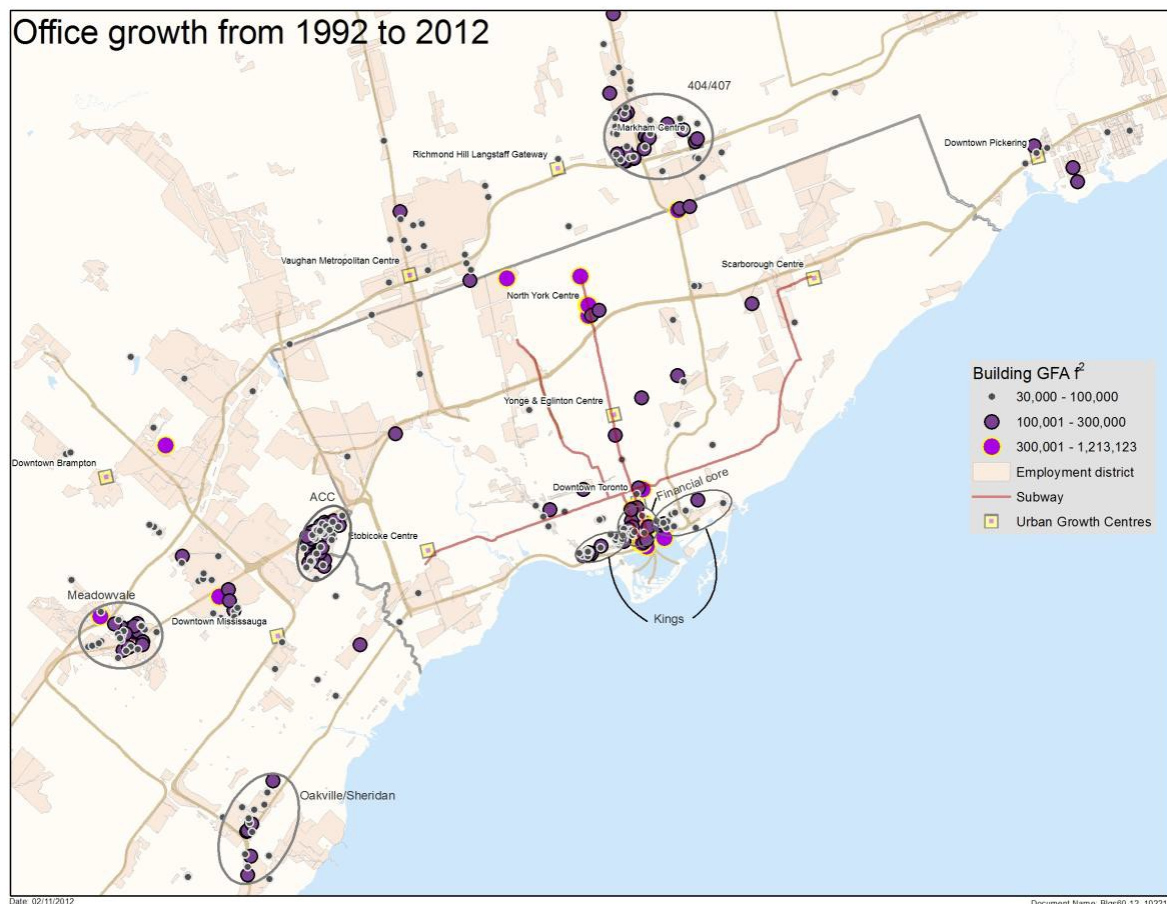 Office growth from 1992 to 2012
404/407
Markham Centre
Richmond Hill Langstaff Gateway
Downtown Pickering
Vaughan Metropolitan Centre
Scarborough Centre
North York Centre
Building GFA f²
30,000 - 100,000
100,001 - 300,000
300,001 - 1,213,123
Employment district
Subway
Urban Growth Centres
Yonge & Eglinton Centre
Downtown Brampton
Financial core
Downtown Toronto
ACC
Etobicoke Centre
Meadowvale
Downtown Mississauga
Kings
Oakville/Sheridan
Date: 02/11/2012